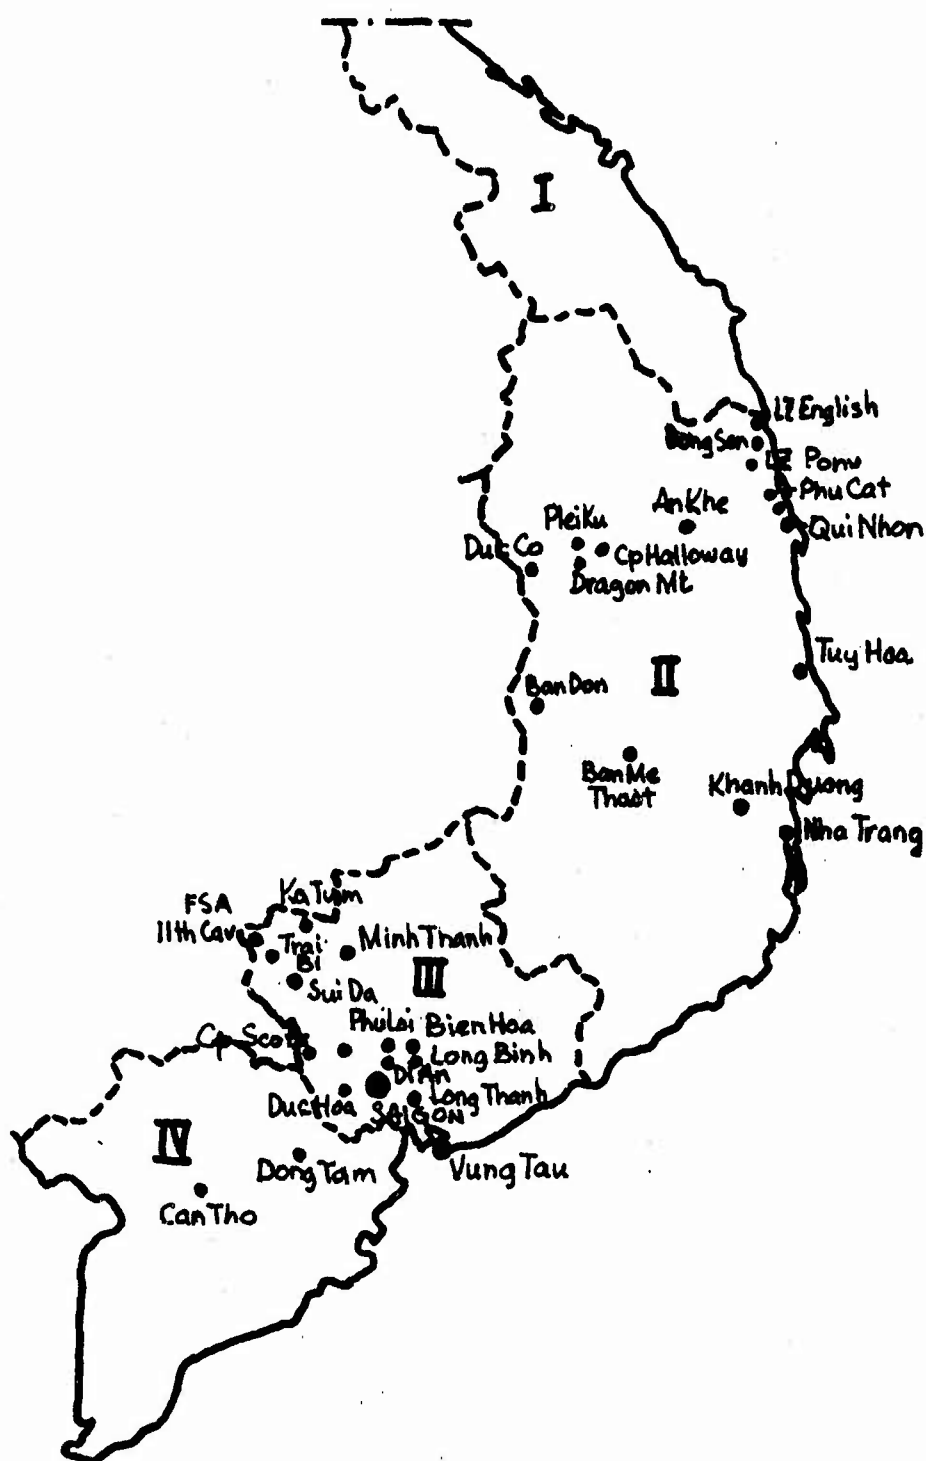 I
LZ English
Bong Son
LZ Pony
Phu Cat
An Khe
Qui Nhon
Pleiku
Duc Co
Cp Halloway
Dragon Mt
Tuy Hoa
II
Ban Don
Ban Me
Thaot
Khanh Duong
Nha Trang
Ka Tum
FSA
11th Cav
Trai
Bi
Minh Thanh
III
Sui Da
Phu Loi
Bien Hoa
Cp Scott
Long Binh
Di An
Long Thanh
Duc Hoa
SAIGON
IV
Dong Tam
Vung Tau
Can Tho